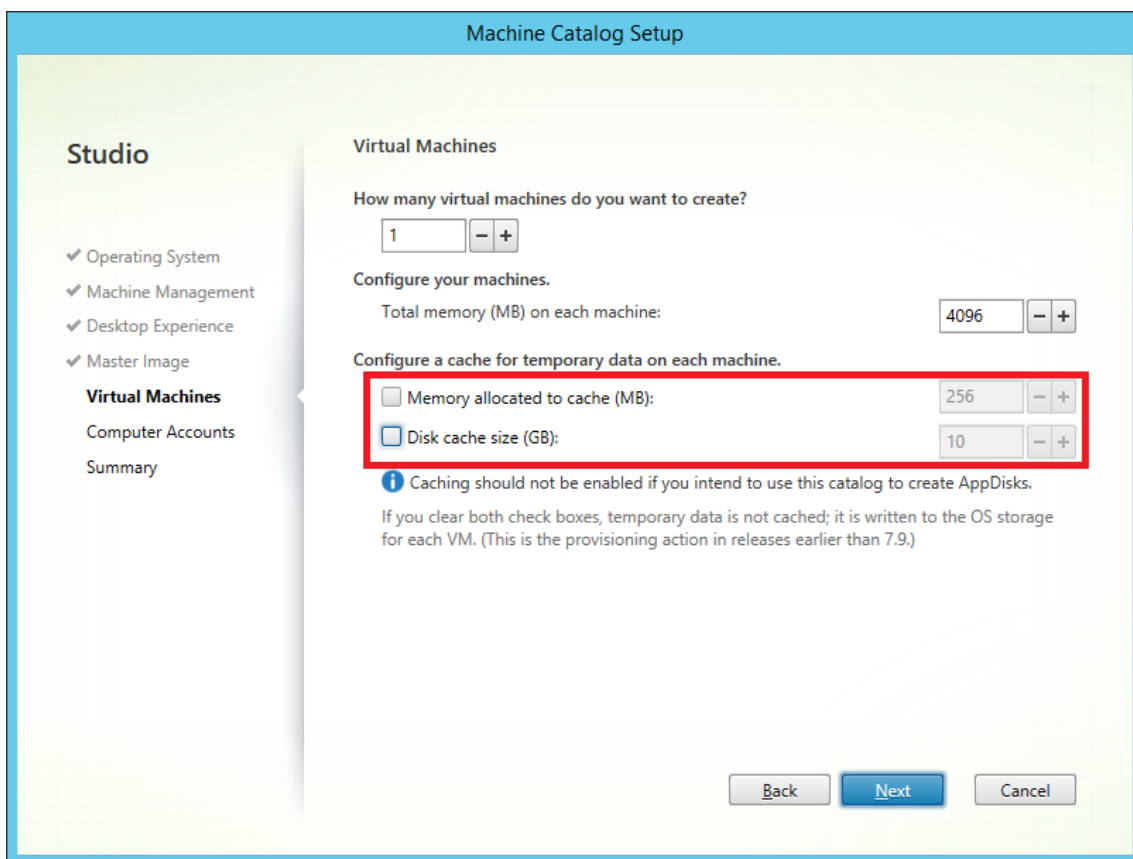 Machine Catalog Setup
Studio
Operating System
Machine Management
Desktop Experience
Master Image
Virtual Machines
Computer Accounts
Summary
Virtual Machines
How many virtual machines do you want to create?
1 - +
Configure your machines.
Total memory (MB) on each machine: 4096 - +
Configure a cache for temporary data on each machine.
Memory allocated to cache (MB): 256 - +
Disk cache size (GB): 10 - +
Caching should not be enabled if you intend to use this catalog to create AppDisks.
If you clear both check boxes, temporary data is not cached; it is written to the OS storage
for each VM. (This is the provisioning action in releases earlier than 7.9.)
Back Next Cancel